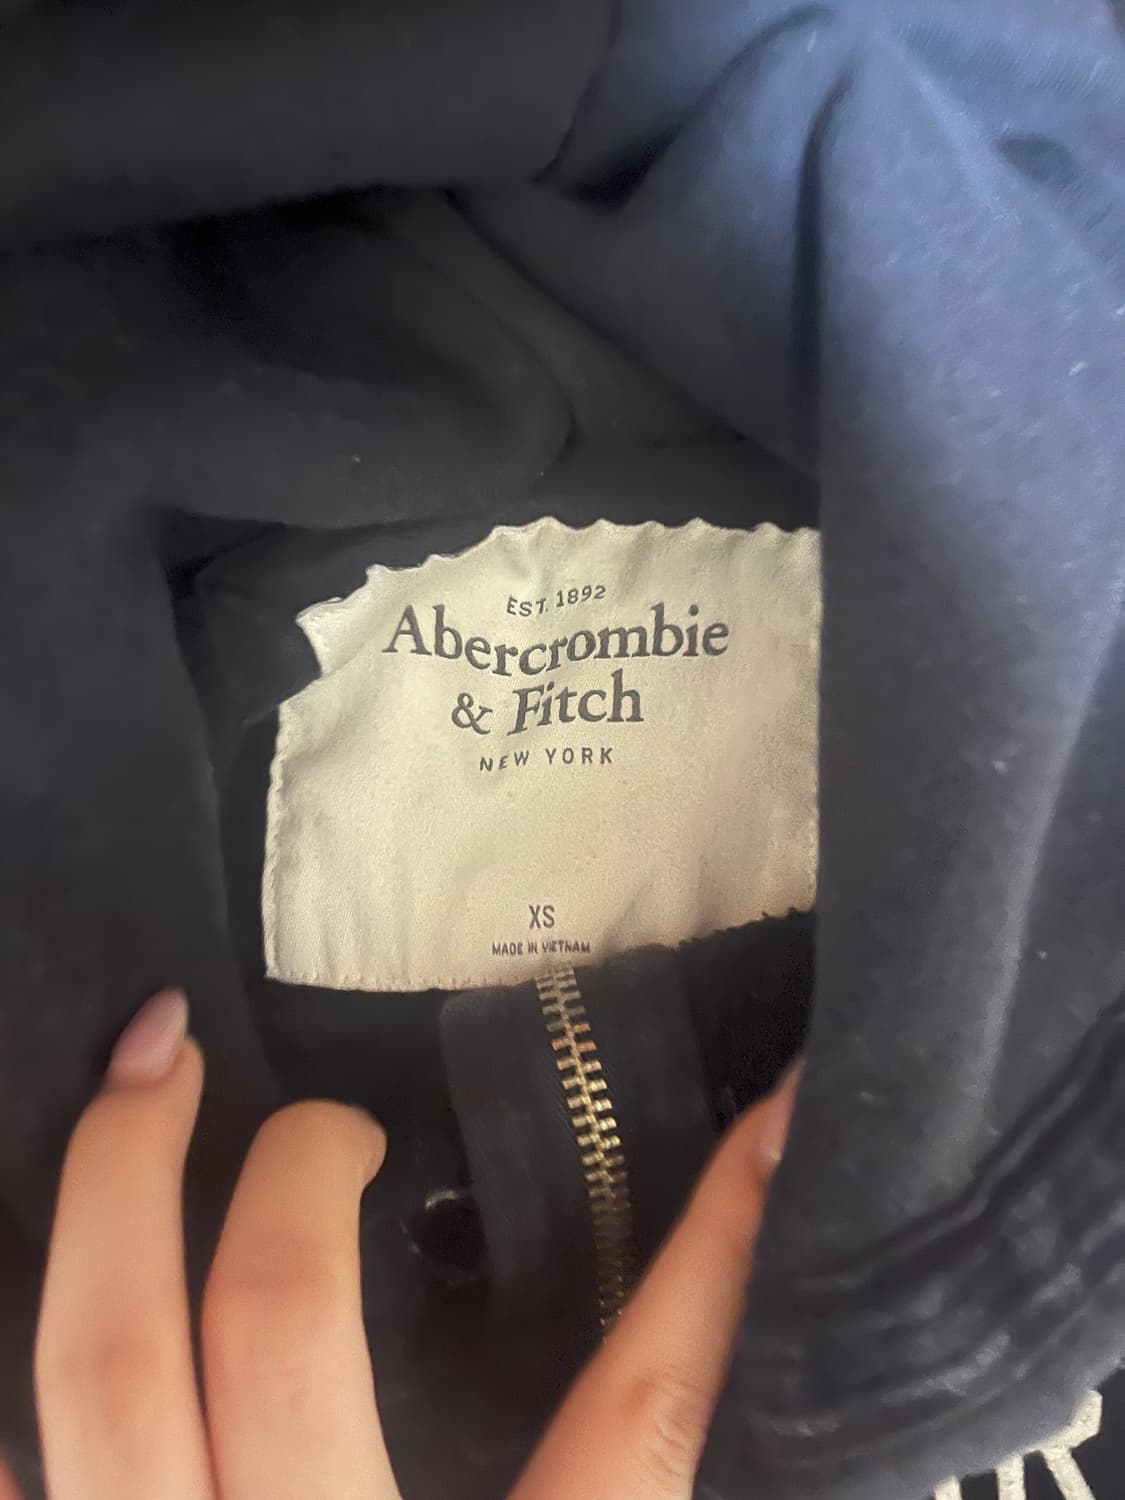 EST. 1892
Abercrombie
& Fitch
NEW YORK
XS
MADE IN VIETNAM